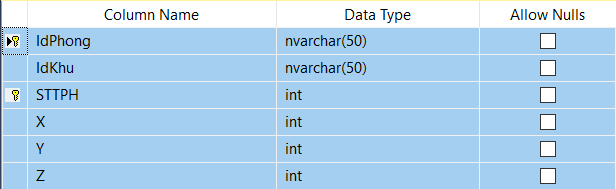 Column Name Data Type Allow Nulls
IdPhong nvarchar(50)
IdKhu nvarchar(50)
STTPH int
X int
Y int
Z int